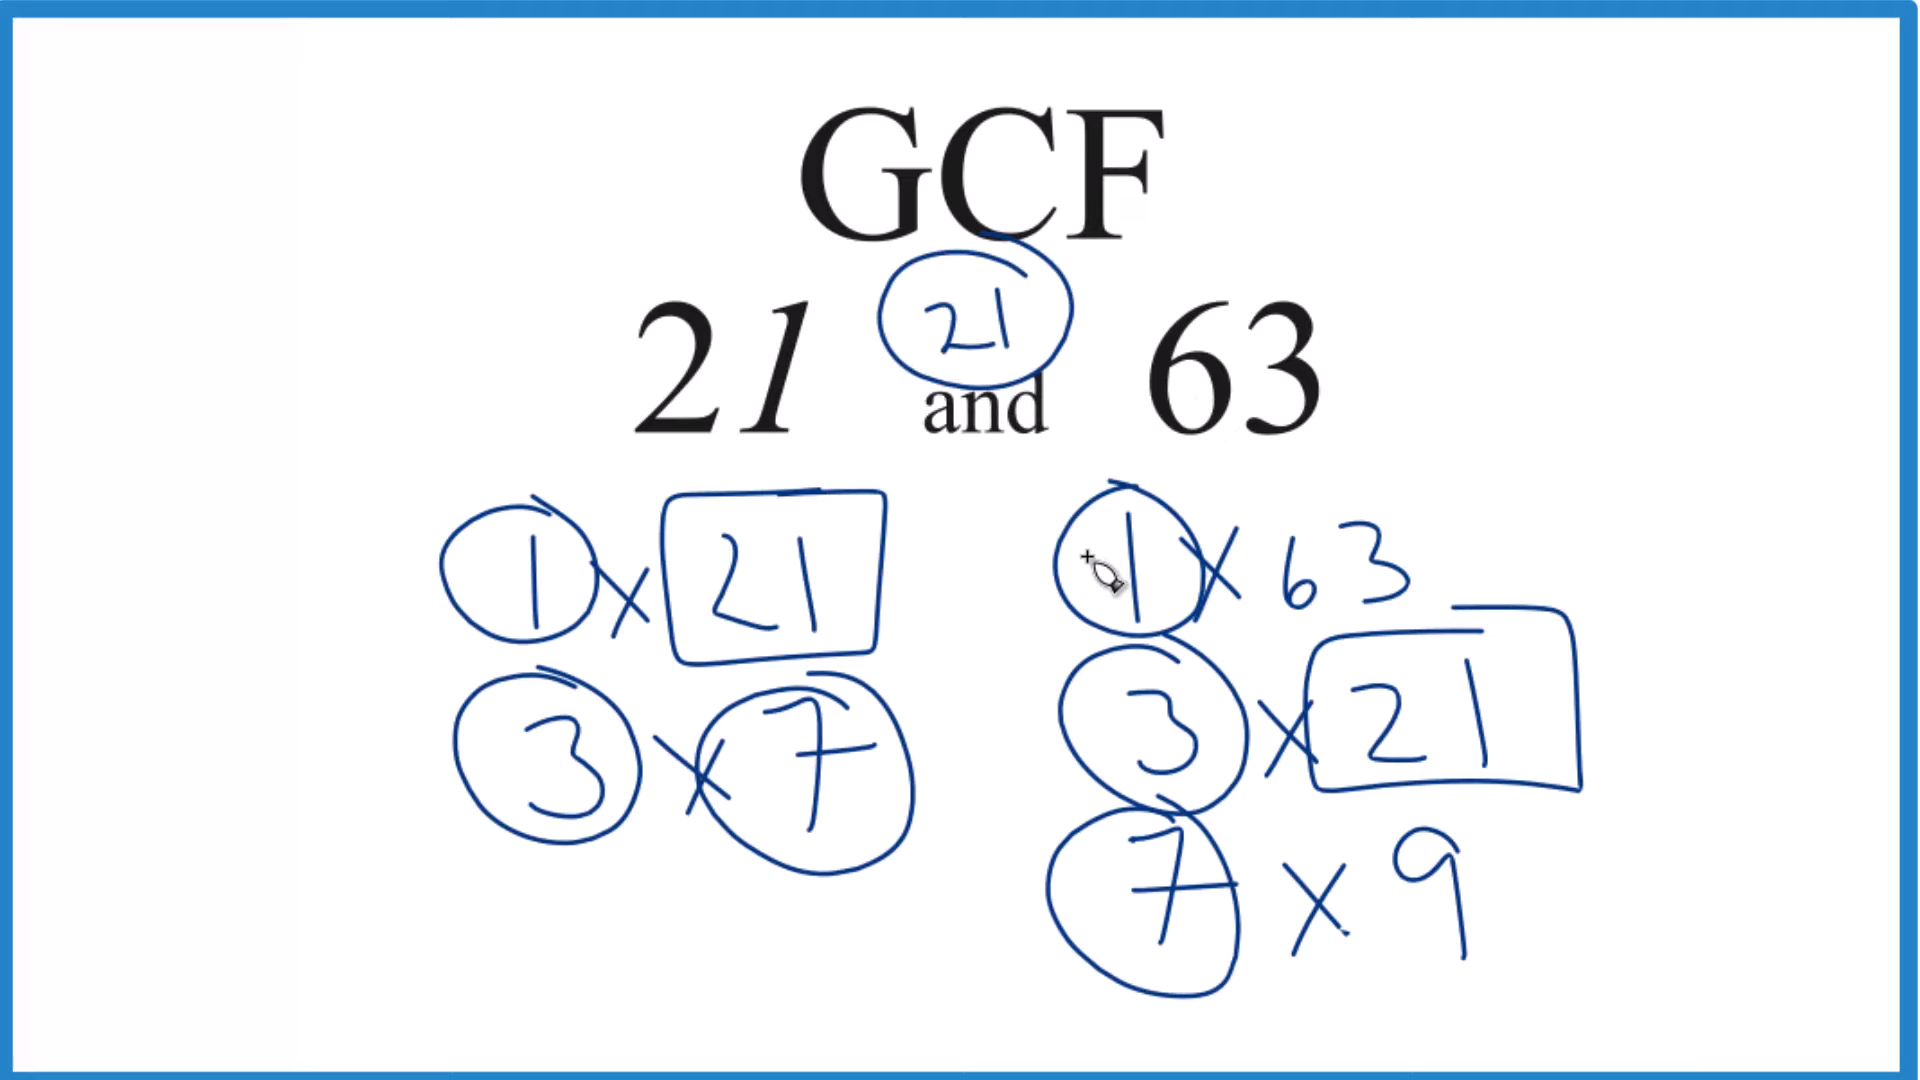 GCF
21 21 63
and
1 x 21 1 x 63
3 x 7 3 x 21
7 x 9